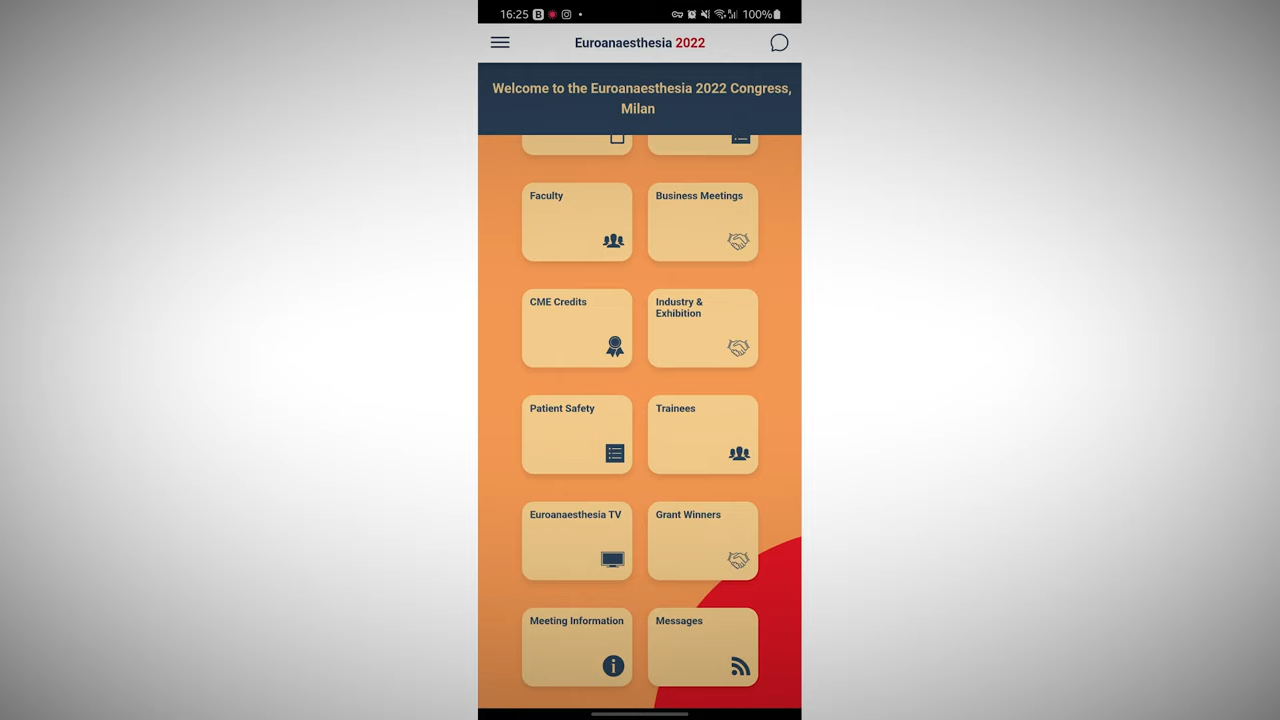 16:25 100%
Euroanaesthesia 2022
Welcome to the Euroanaesthesia 2022 Congress,
Milan
Faculty
Business Meetings
CME Credits
Industry &
Exhibition
Patient Safety
Trainees
Euroanaesthesia TV
Grant Winners
Meeting Information
Messages